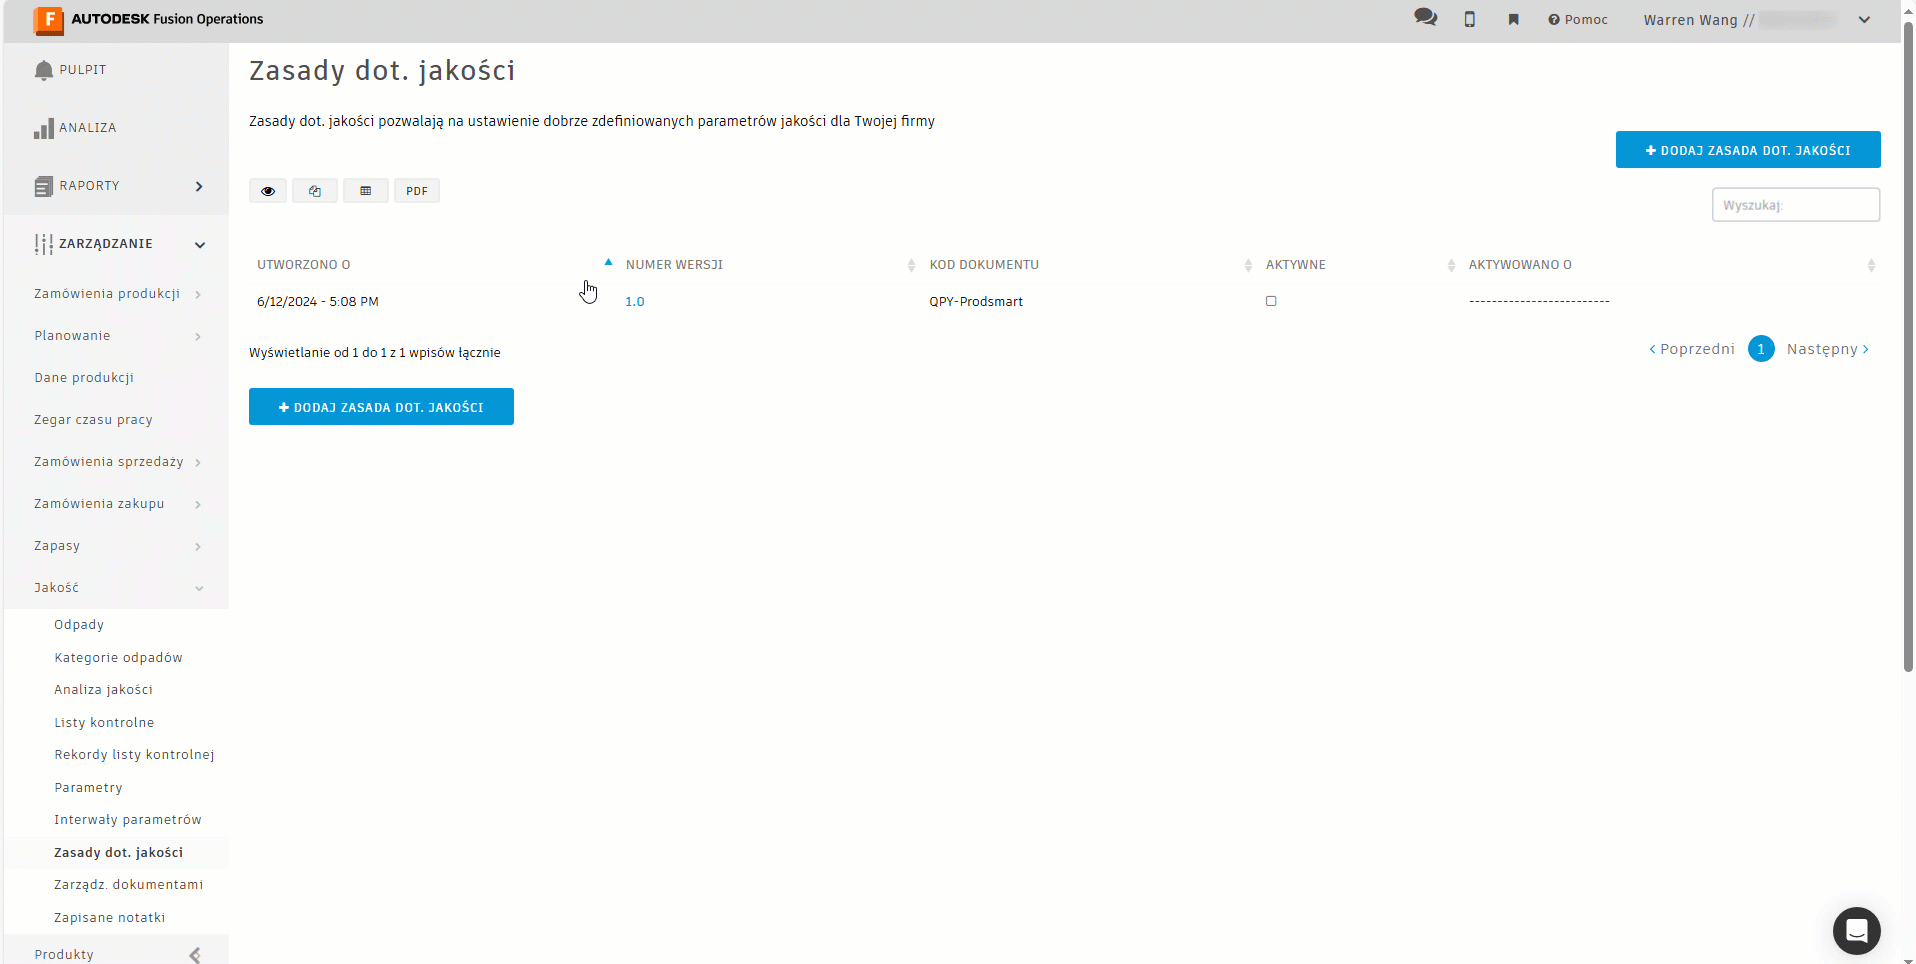 F AUTODESK Fusion Operations
Pomoc
Warren Wang //
PULPIT
ANALIZA
RAPORTY
ZARZĄDZANIE
Zamówienia produkcji
Planowanie
Dane produkcji
Zegar czasu pracy
Zamówienia sprzedaży
Zamówienia zakupu
Zapasy
Jakość
Odpady
Kategorie odpadów
Analiza jakości
Listy kontrolne
Rekordy listy kontrolnej
Parametry
Interwały parametrów
Zasady dot. jakości
Zarządz. dokumentami
Zapisane notatki
Produkty
Zasady dot. jakości
Zasady dot. jakości pozwalają na ustawienie dobrze zdefiniowanych parametrów jakości dla Twojej firmy
+ DODAJ ZASADA DOT. JAKOŚCI
PDF
Wyszukaj:
UTWORZONO O NUMER WERSJI KOD DOKUMENTU AKTYWNE AKTYWOWANO O
6/12/2024 - 5:08 PM 1.0 QPY-Prodsmart -------------------------
Wyświetlanie od 1 do 1 z 1 wpisów łącznie
< Poprzedni 1 Następny >
+ DODAJ ZASADA DOT. JAKOŚCI